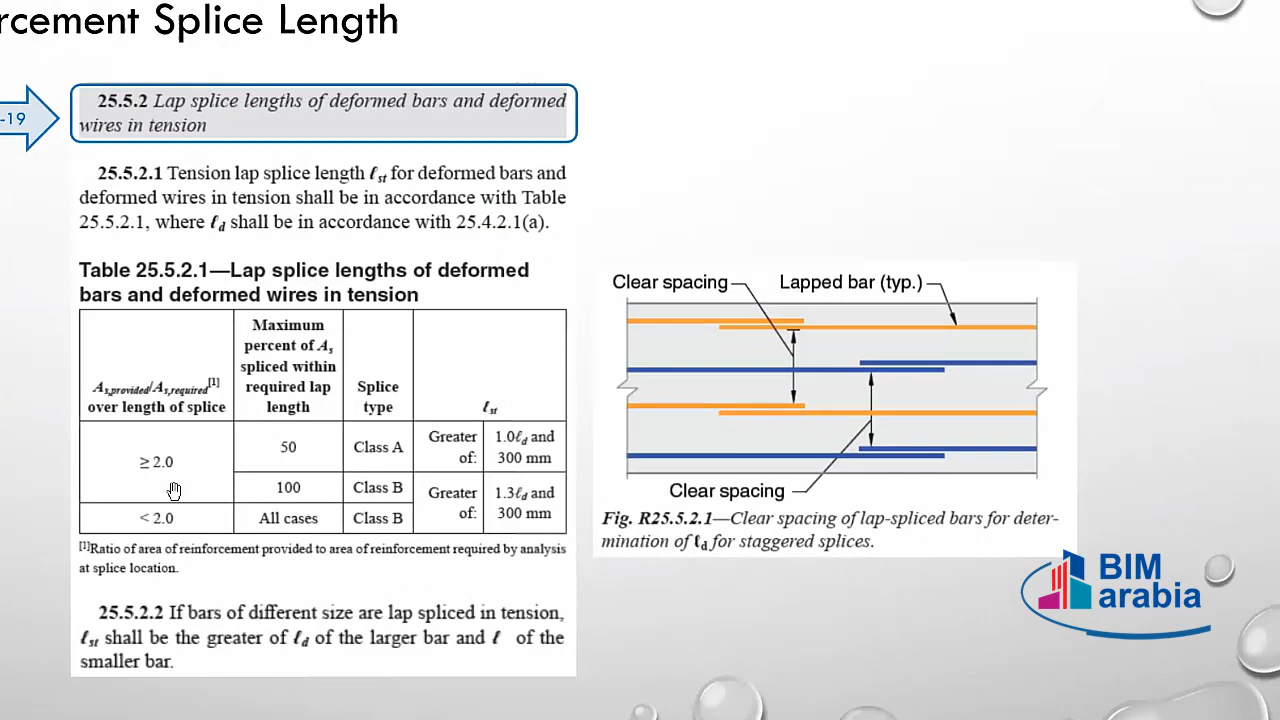 rcement Splice Length
-19
25.5.2 Lap splice lengths of deformed bars and deformed
wires in tension
25.5.2.1 Tension lap splice length ℓst for deformed bars and
deformed wires in tension shall be in accordance with Table
25.5.2.1, where ℓd shall be in accordance with 25.4.2.1(a).
Table 25.5.2.1—Lap splice lengths of deformed
bars and deformed wires in tension
As,provided/As,required[1]
over length of splice
Maximum
percent of As
spliced within
required lap
length
Splice
type
ℓst
≥ 2.0
50
Class A
Greater
of:
1.0ℓd and
300 mm
100
Class B
Greater
of:
1.3ℓd and
300 mm
< 2.0
All cases
Class B
[1]Ratio of area of reinforcement provided to area of reinforcement required by analysis
at splice location.
25.5.2.2 If bars of different size are lap spliced in tension,
ℓst shall be the greater of ℓd of the larger bar and ℓ of the
smaller bar.
Clear spacing
Lapped bar (typ.)
Clear spacing
Fig. R25.5.2.1—Clear spacing of lap-spliced bars for deter-
mination of ℓd for staggered splices.
BIM
arabia